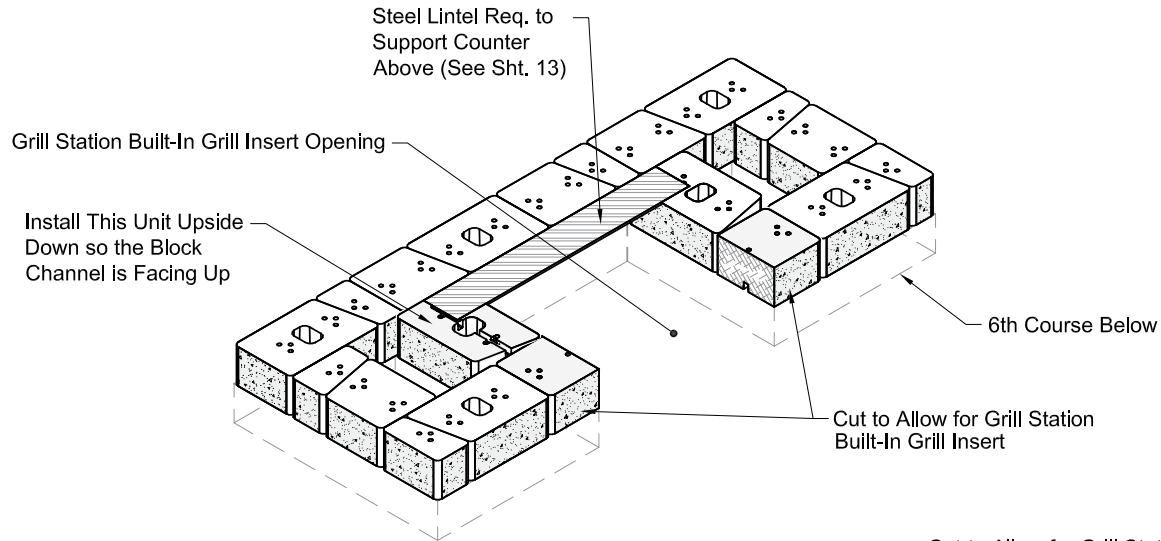 Steel Lintel Req. to
Support Counter
Above (See Sht. 13)
Grill Station Built-In Grill Insert Opening
Install This Unit Upside
Down so the Block
Channel is Facing Up
6th Course Below
Cut to Allow for Grill Station
Built-In Grill Insert